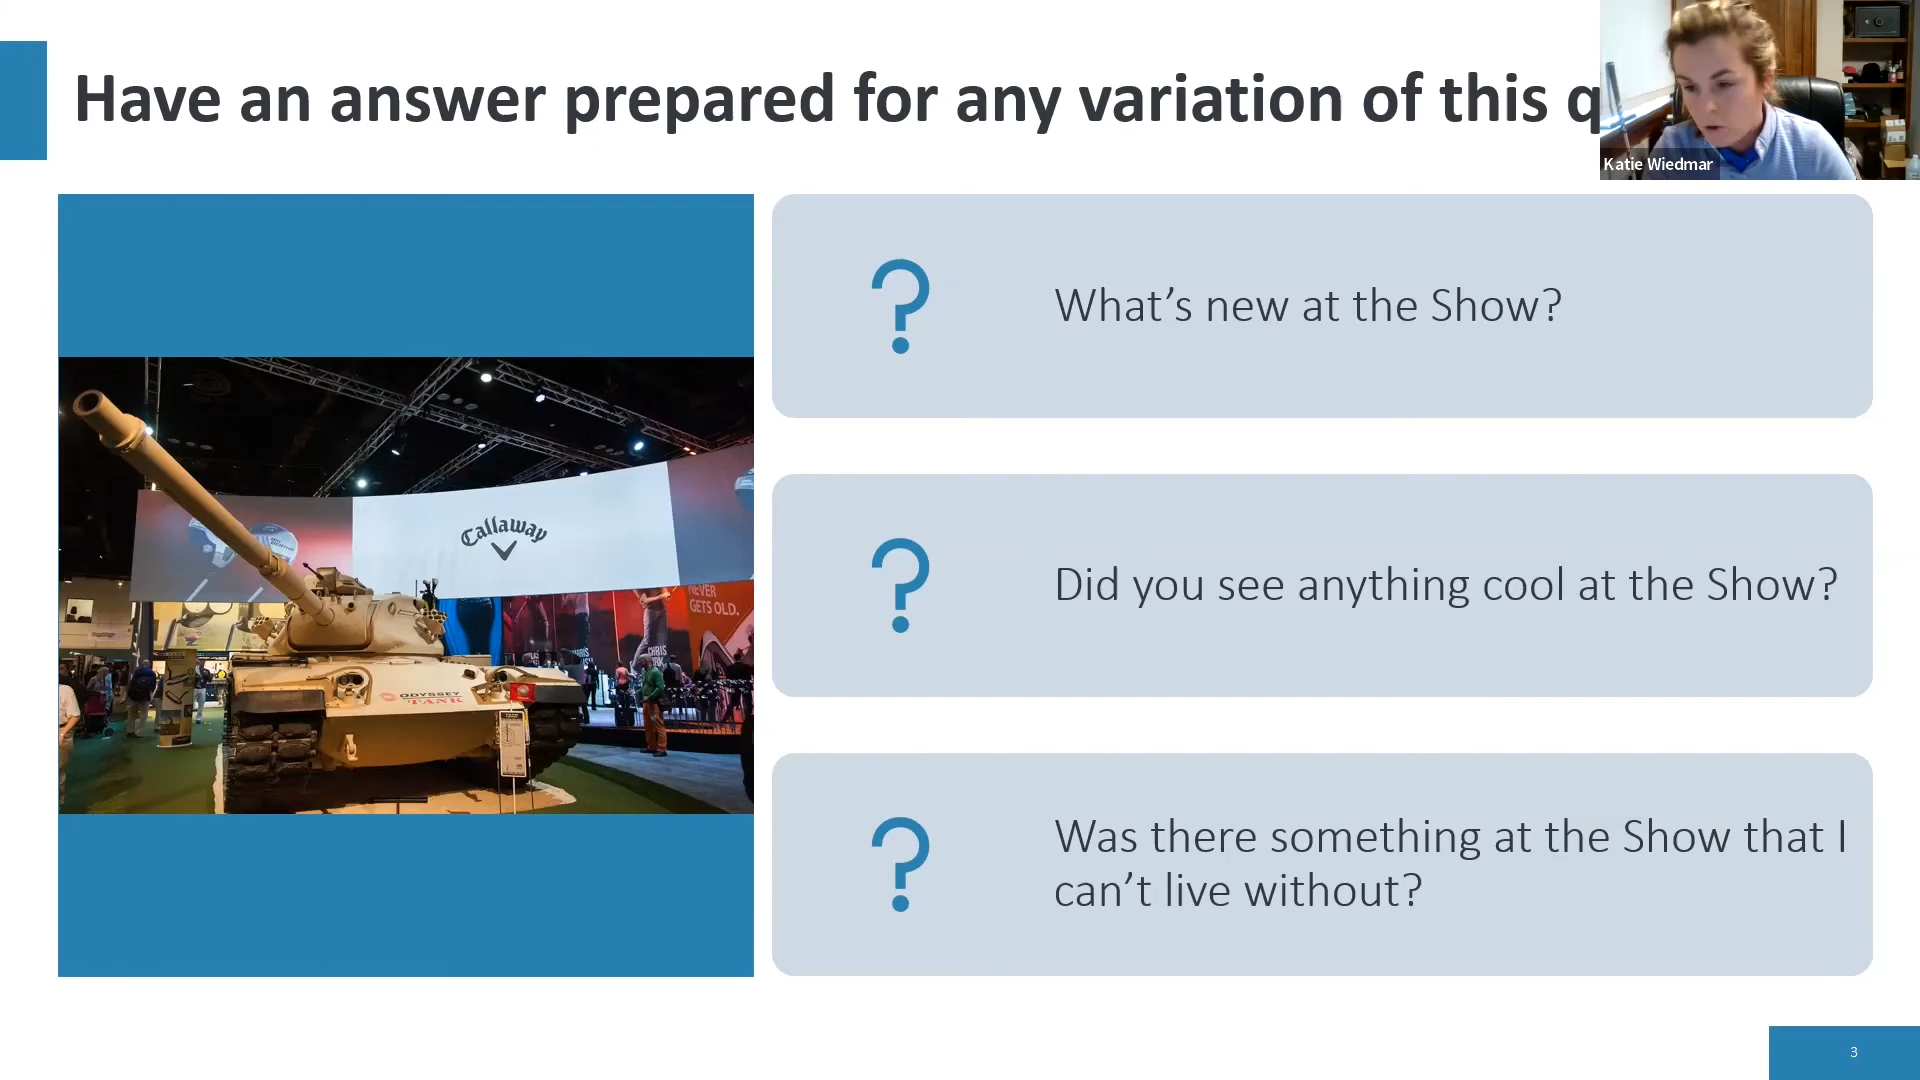 Have an answer prepared for any variation of this q
Katie Wiedmar
What’s new at the Show?
Did you see anything cool at the Show?
Was there something at the Show that I
can’t live without?
Callaway
NEVER
GETS OLD.
CHRIS
ODYSSEY
TANK
3